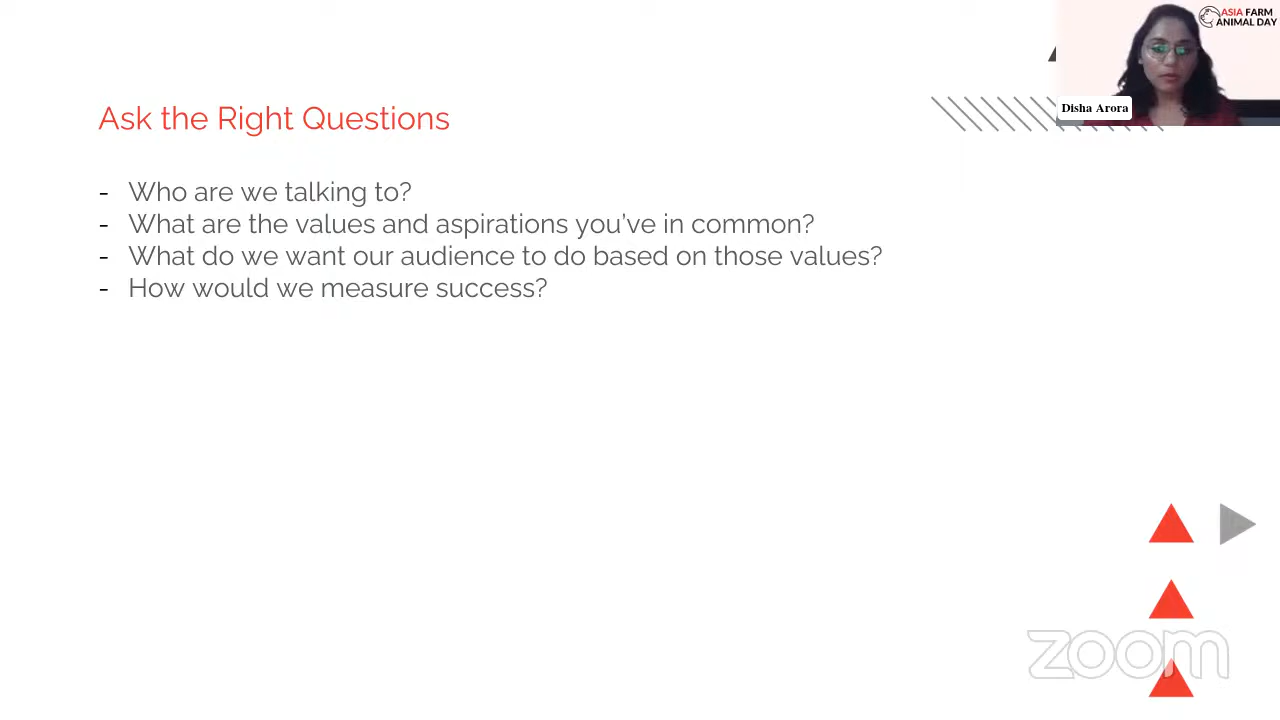 ASIA FARM
ANIMAL DAY
Disha Arora
Ask the Right Questions
- Who are we talking to?
- What are the values and aspirations you’ve in common?
- What do we want our audience to do based on those values?
- How would we measure success?
zoom